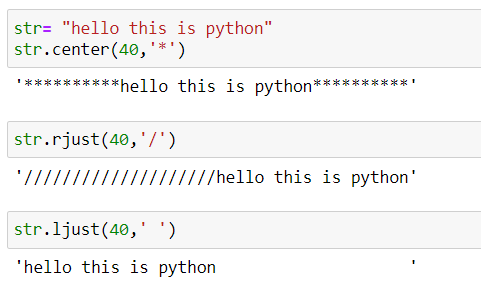 str= "hello this is python"
str.center(40,'*')
'**********hello this is python**********'
str.rjust(40,'/')
'////////////////////hello this is python'
str.ljust(40,' ')
'hello this is python                    '